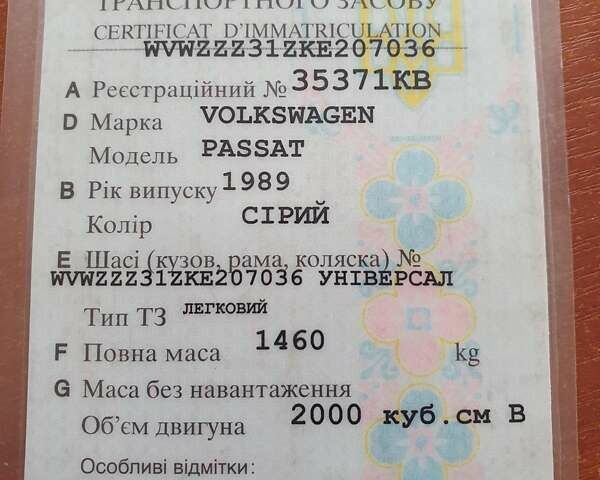 ТРАНСПОРТНОГО ЗАСОБУ
CERTIFICAT D'IMMATRICULATION
WVWZZZ31ZKE207036
A Реєстраційний № 35371КВ
D Марка VOLKSWAGEN
Модель PASSAT
B Рік випуску 1989
Колір СІРИЙ
E Шасі (кузов, рама, коляска) №
WVWZZZ31ZKE207036 УНІВЕРСАЛ
Тип ТЗ ЛЕГКОВИЙ
F Повна маса 1460 kg
G Маса без навантаження
Об'єм двигуна 2000 куб.см В
Особливі відмітки: